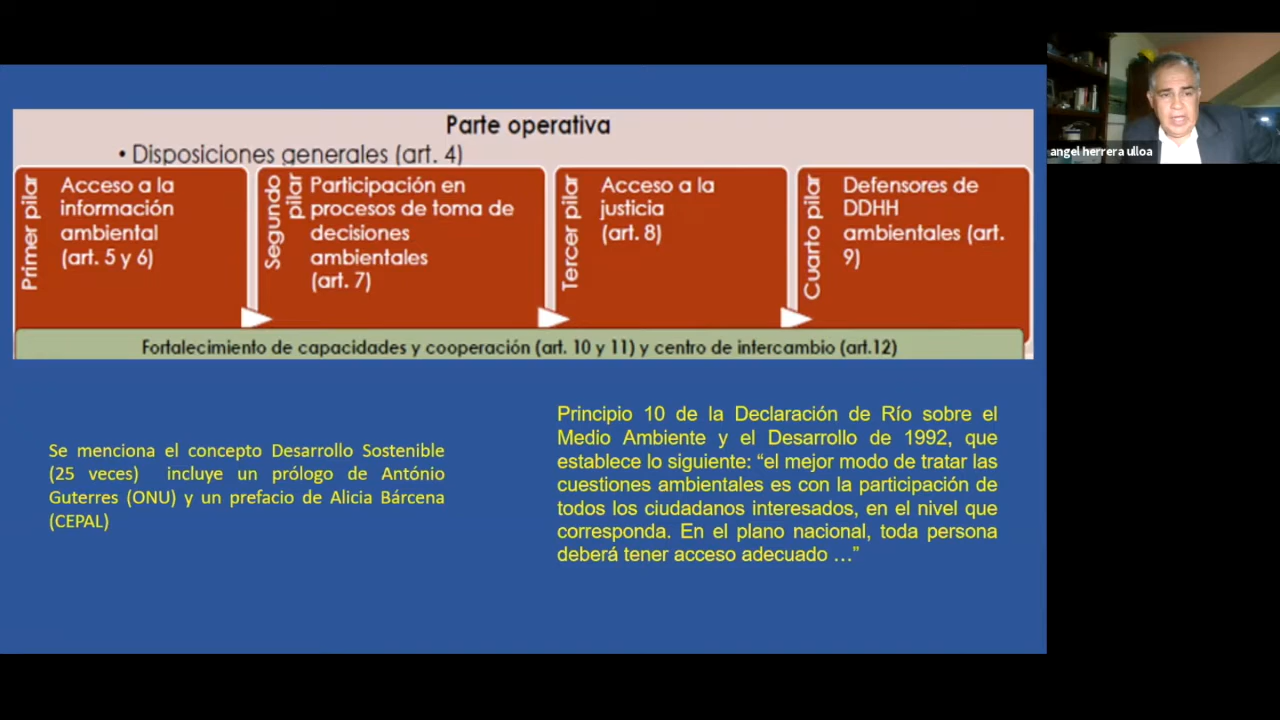 Parte operativa
• Disposiciones generales (art. 4)
Primer pilar
Acceso a la
información
ambiental
(art. 5 y 6)
Segundo
pilar
Participación en
procesos de toma de
decisiones
ambientales
(art. 7)
Tercer pilar
Acceso a la
justicia
(art. 8)
Cuarto pilar
Defensores de
DDHH
ambientales (art.
9)
Fortalecimiento de capacidades y cooperación (art. 10 y 11) y centro de intercambio (art.12)
Se menciona el concepto Desarrollo Sostenible
(25 veces) incluye un prólogo de António
Guterres (ONU) y un prefacio de Alicia Bárcena
(CEPAL)
Principio 10 de la Declaración de Río sobre el
Medio Ambiente y el Desarrollo de 1992, que
establece lo siguiente: “el mejor modo de tratar las
cuestiones ambientales es con la participación de
todos los ciudadanos interesados, en el nivel que
corresponda. En el plano nacional, toda persona
deberá tener acceso adecuado …”
angel herrera ulloa